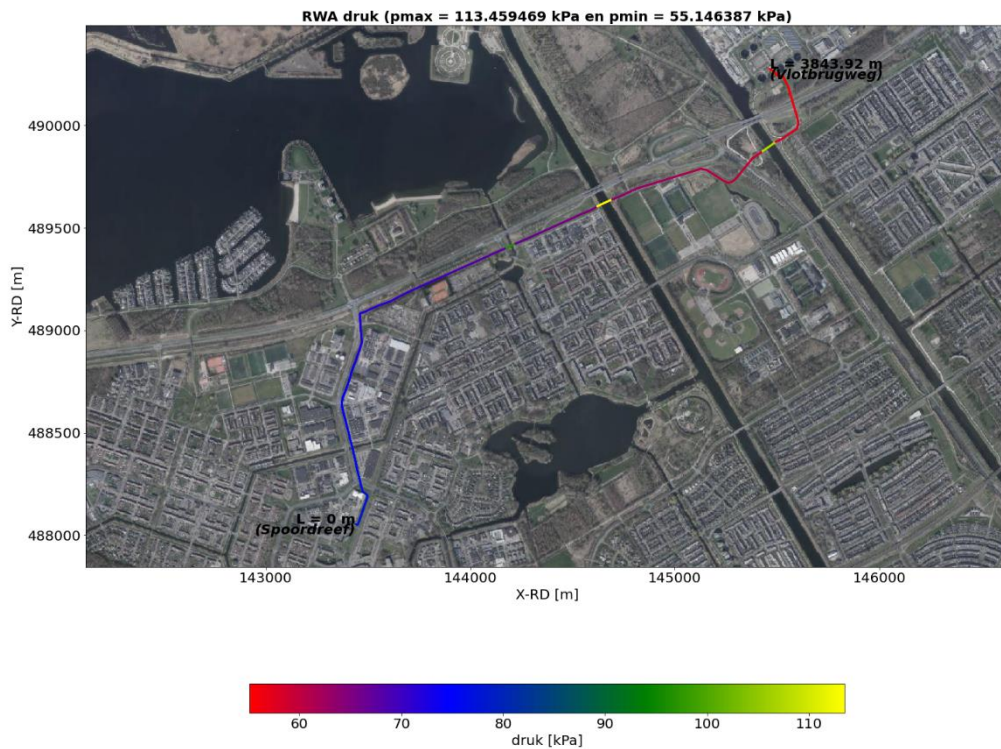 RWA druk (pmax = 113.459469 kPa en pmin = 55.146387 kPa)
L = 3843.92 m
(Vlotbrugweg)
490000
489500
489000
488500
488000
Y-RD [m]
L = 0 m
(Spoordreef)
143000 144000 145000 146000
X-RD [m]
60 70 80 90 100 110
druk [kPa]